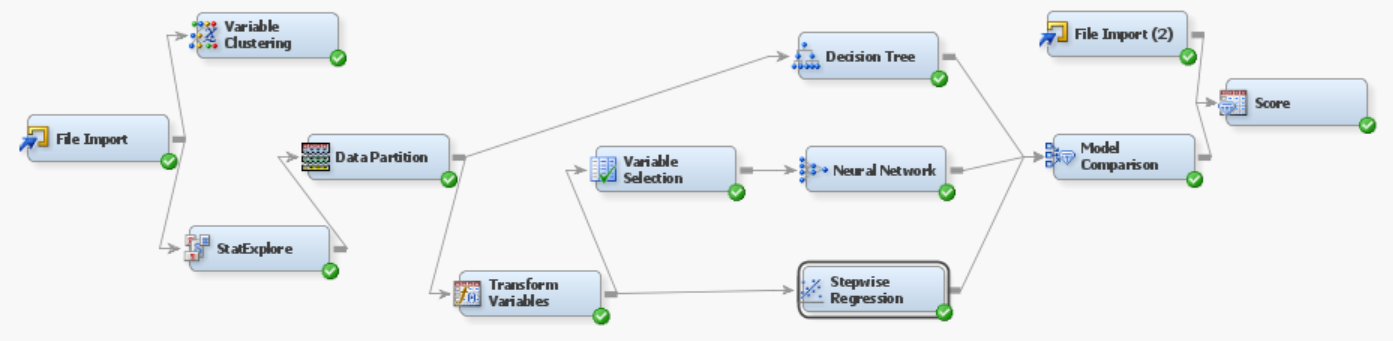 Variable
Clustering
File Import
StatExplore
Data Partition
Transform
Variables
Variable
Selection
Decision Tree
Neural Network
Stepwise
Regression
File Import (2)
Model
Comparison
Score